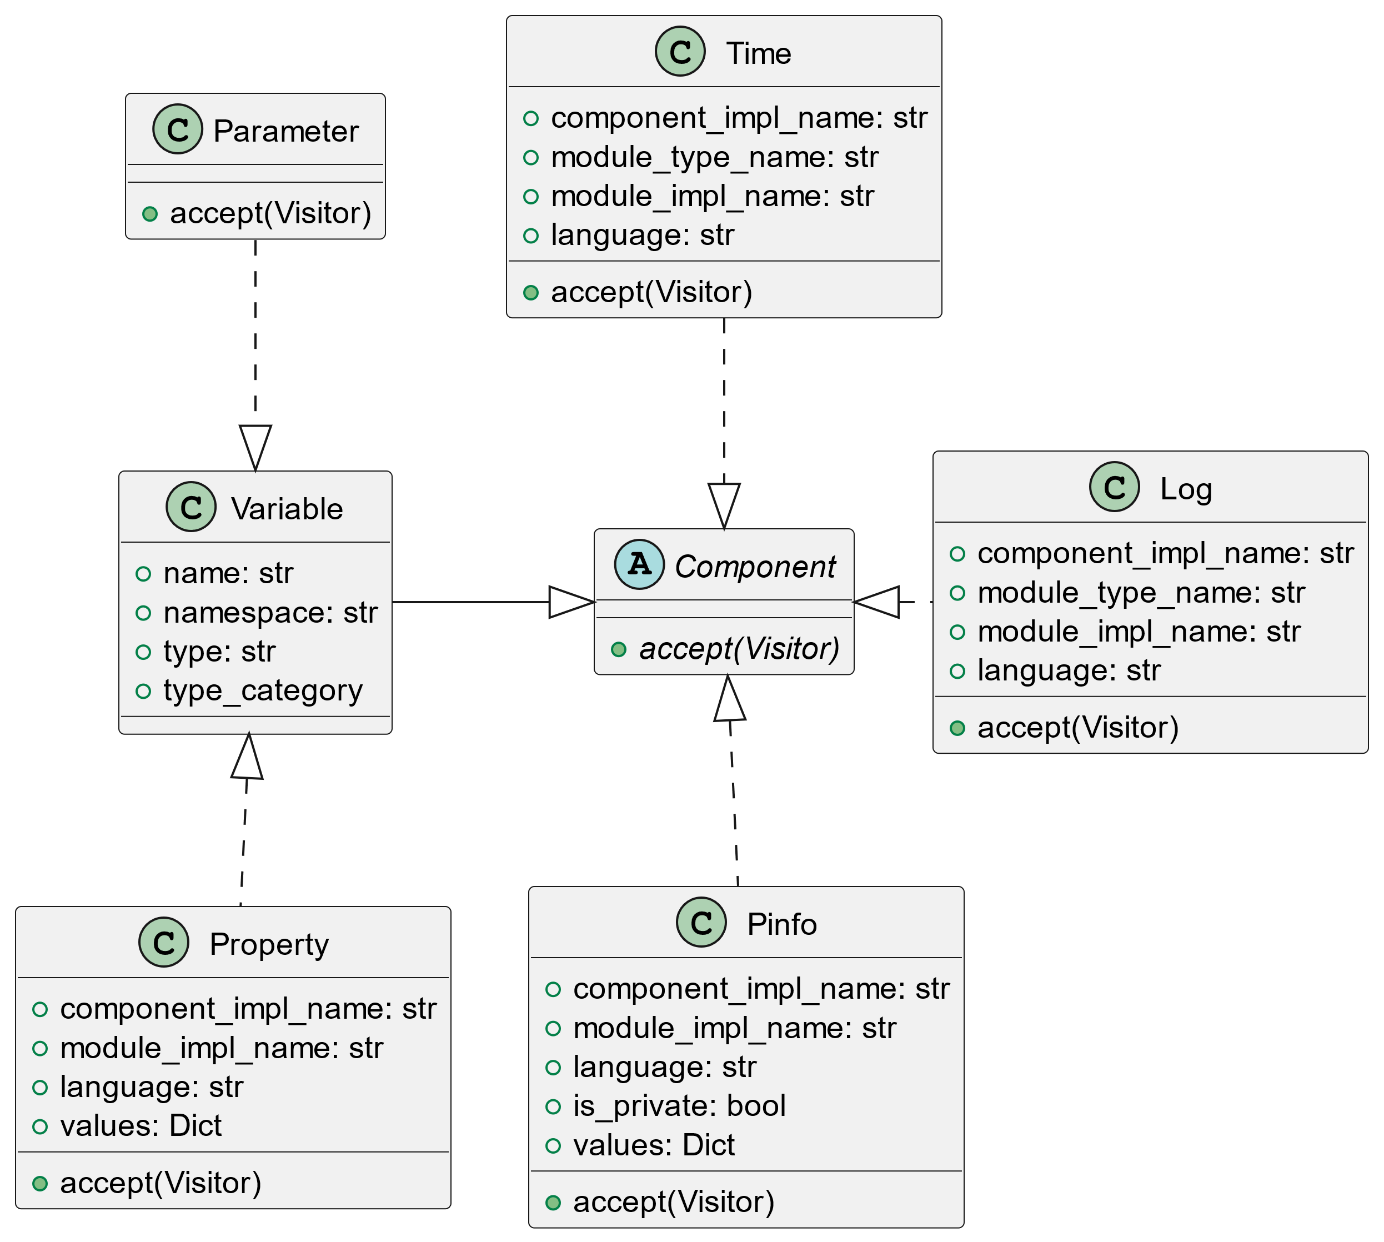 C Time
component_impl_name: str
module_type_name: str
module_impl_name: str
language: str
accept(Visitor)
C Parameter
accept(Visitor)
C Variable
name: str
namespace: str
type: str
type_category
A Component
accept(Visitor)
C Log
component_impl_name: str
module_type_name: str
module_impl_name: str
language: str
accept(Visitor)
C Property
component_impl_name: str
module_impl_name: str
language: str
values: Dict
accept(Visitor)
C Pinfo
component_impl_name: str
module_impl_name: str
language: str
is_private: bool
values: Dict
accept(Visitor)